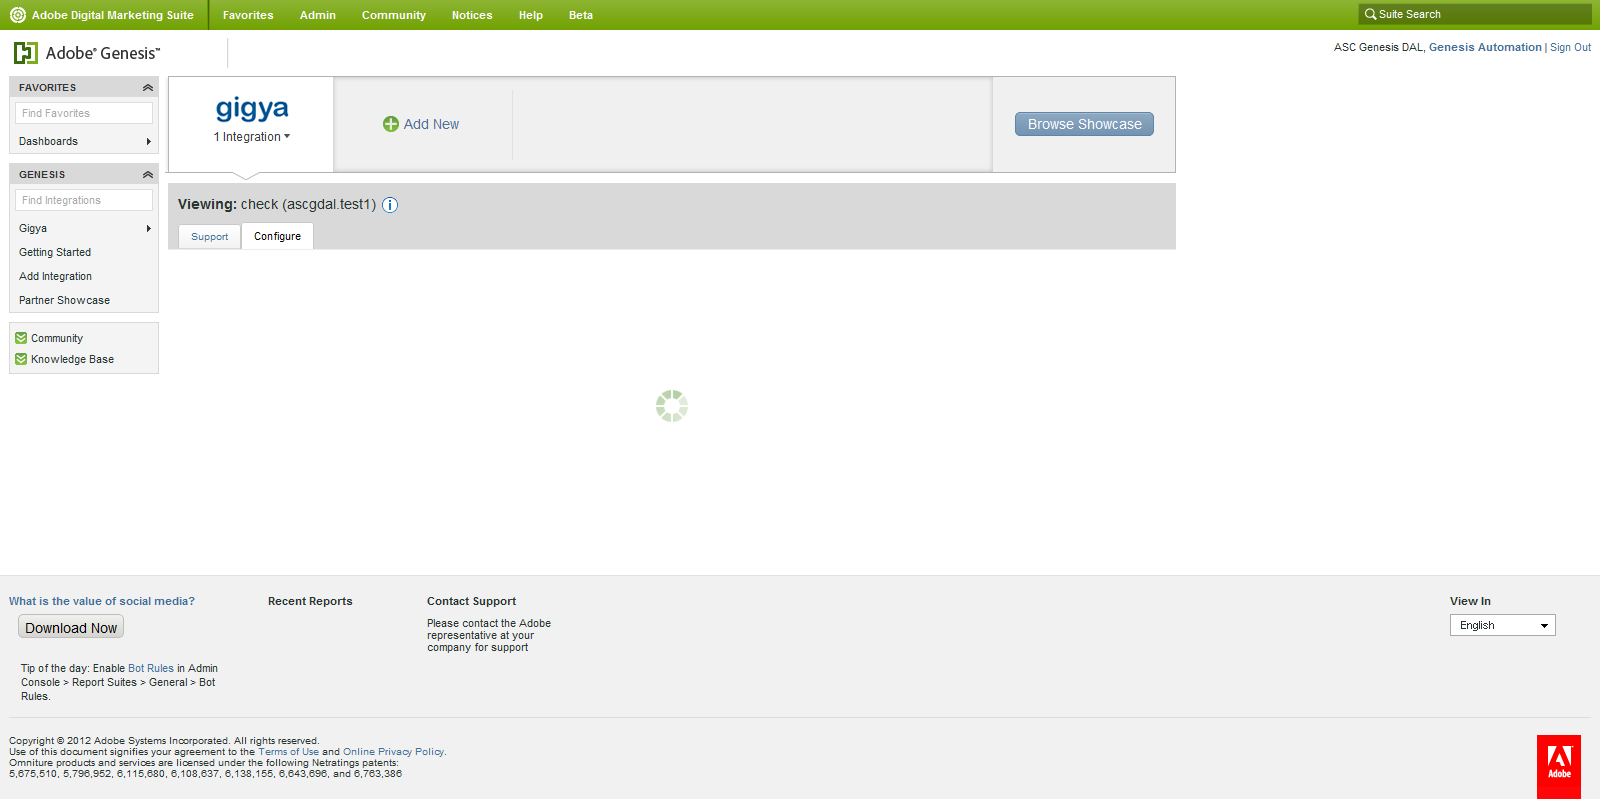 Adobe Digital Marketing Suite Favorites Admin Community Notices Help Beta Suite Search
Adobe® Genesis™
ASC Genesis DAL, Genesis Automation | Sign Out
FAVORITES
Find Favorites
Dashboards
GENESIS
Find Integrations
Gigya
Getting Started
Add Integration
Partner Showcase
Community
Knowledge Base
gigya
1 Integration
Add New
Browse Showcase
Viewing: check (ascgdal.test1) i
Support Configure
What is the value of social media?
Download Now
Tip of the day: Enable Bot Rules in Admin
Console > Report Suites > General > Bot
Rules.
Recent Reports
Contact Support
Please contact the Adobe
representative at your
company for support
View In
English
Copyright © 2012 Adobe Systems Incorporated. All rights reserved.
Use of this document signifies your agreement to the Terms of Use and Online Privacy Policy.
Omniture products and services are licensed under the following Netratings patents:
5,675,510, 5,796,952, 6,115,680, 6,108,637, 6,138,155, 6,643,696, and 6,763,386
Adobe